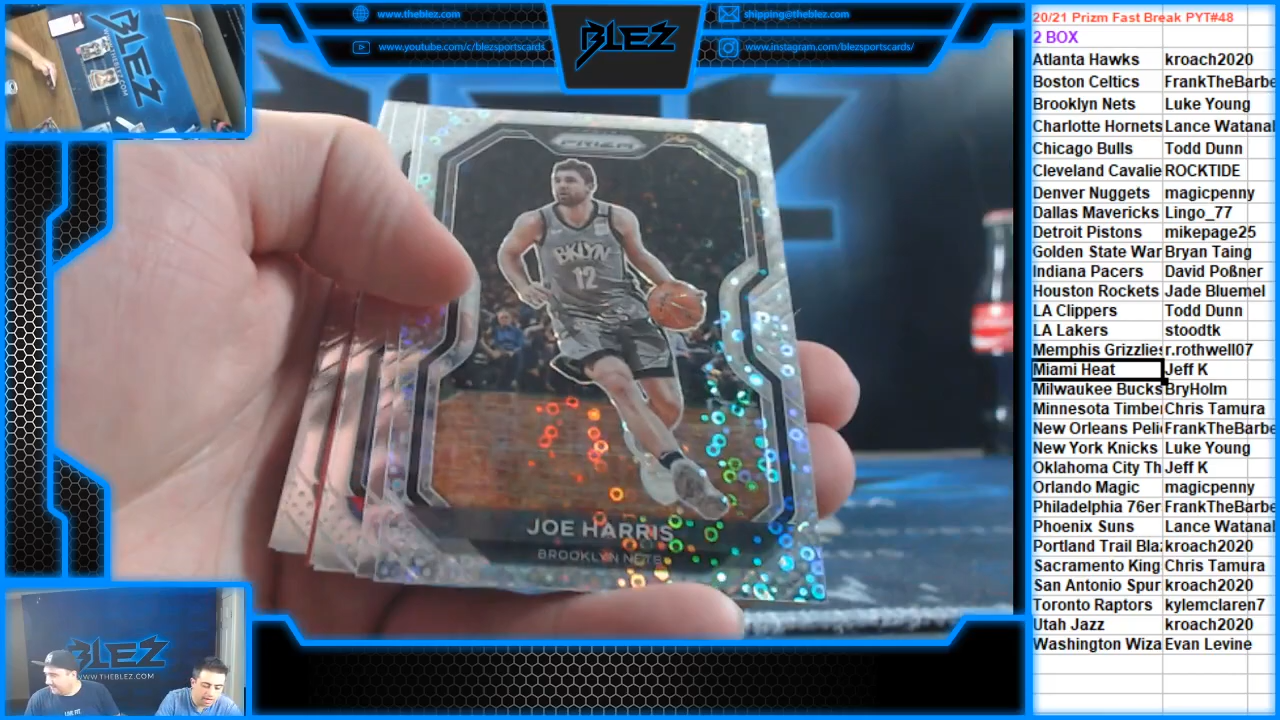 www.theblez.com
www.youtube.com/c/blezsportscards
BLEZ
shipping@theblez.com
www.instagram.com/blezsportscards/
PRIZM
BKLYN
12
JOE HARRIS
BROOKLYN NETS
BLEZ
BLEZ
WWW.THEBLEZ.COM
20/21 Prizm Fast Break PYT#48
2 BOX
Atlanta Hawks kroach2020
Boston Celtics FrankTheBarbe
Brooklyn Nets Luke Young
Charlotte Hornets Lance Watanal
Chicago Bulls Todd Dunn
Cleveland Cavalie ROCKTIDE
Denver Nuggets magicpenny
Dallas Mavericks Lingo_77
Detroit Pistons mikepage25
Golden State War Bryan Taing
Indiana Pacers David Poßner
Houston Rockets Jade Bluemel
LA Clippers Todd Dunn
LA Lakers stoodtk
Memphis Grizzlies r.rothwell07
Miami Heat Jeff K
Milwaukee Bucks BryHolm
Minnesota Timber Chris Tamura
New Orleans Peli FrankTheBarbe
New York Knicks Luke Young
Oklahoma City Th Jeff K
Orlando Magic magicpenny
Philadelphia 76er FrankTheBarbe
Phoenix Suns Lance Watanal
Portland Trail Bla kroach2020
Sacramento King Chris Tamura
San Antonio Spur kroach2020
Toronto Raptors kylemclaren7
Utah Jazz kroach2020
Washington Wiza Evan Levine